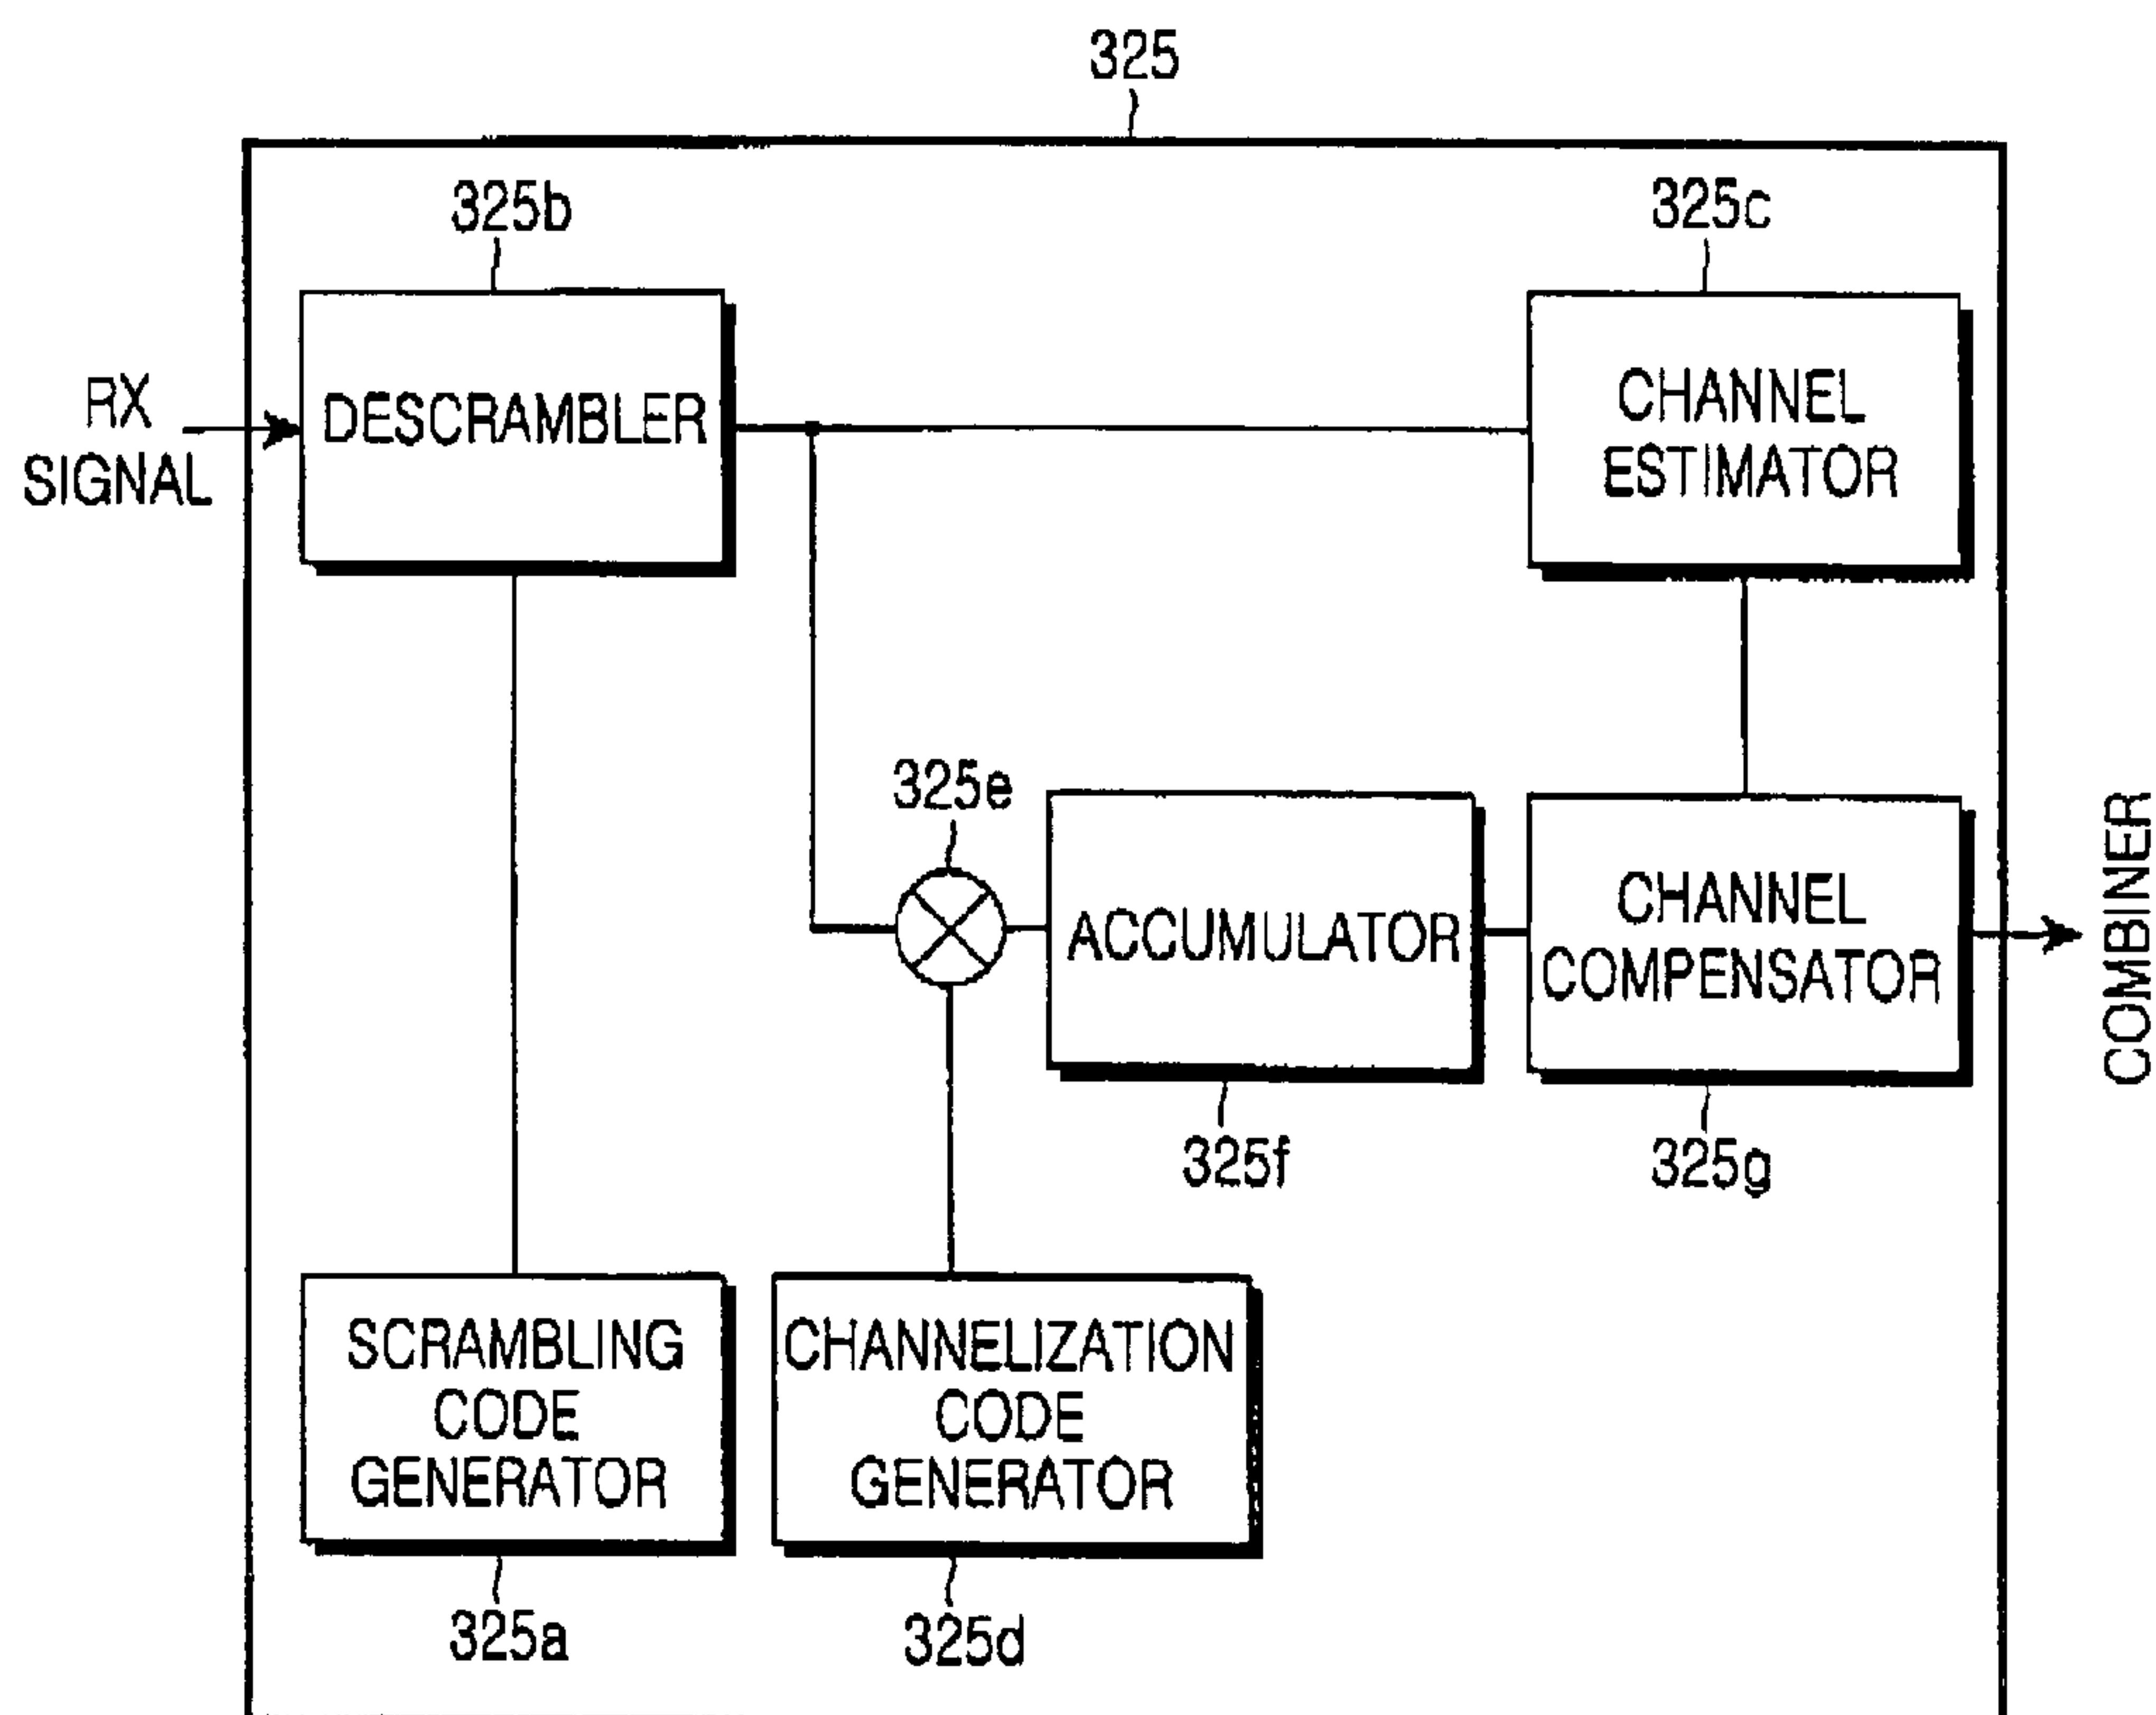 325
325b
325c
RX
SIGNAL
DESCRAMBLER
CHANNEL
ESTIMATOR
325e
ACCUMULATOR
CHANNEL
COMPENSATOR
COMBINER
325f
325g
SCRAMBLING
CODE
GENERATOR
CHANNELIZATION
CODE
GENERATOR
325a
325d